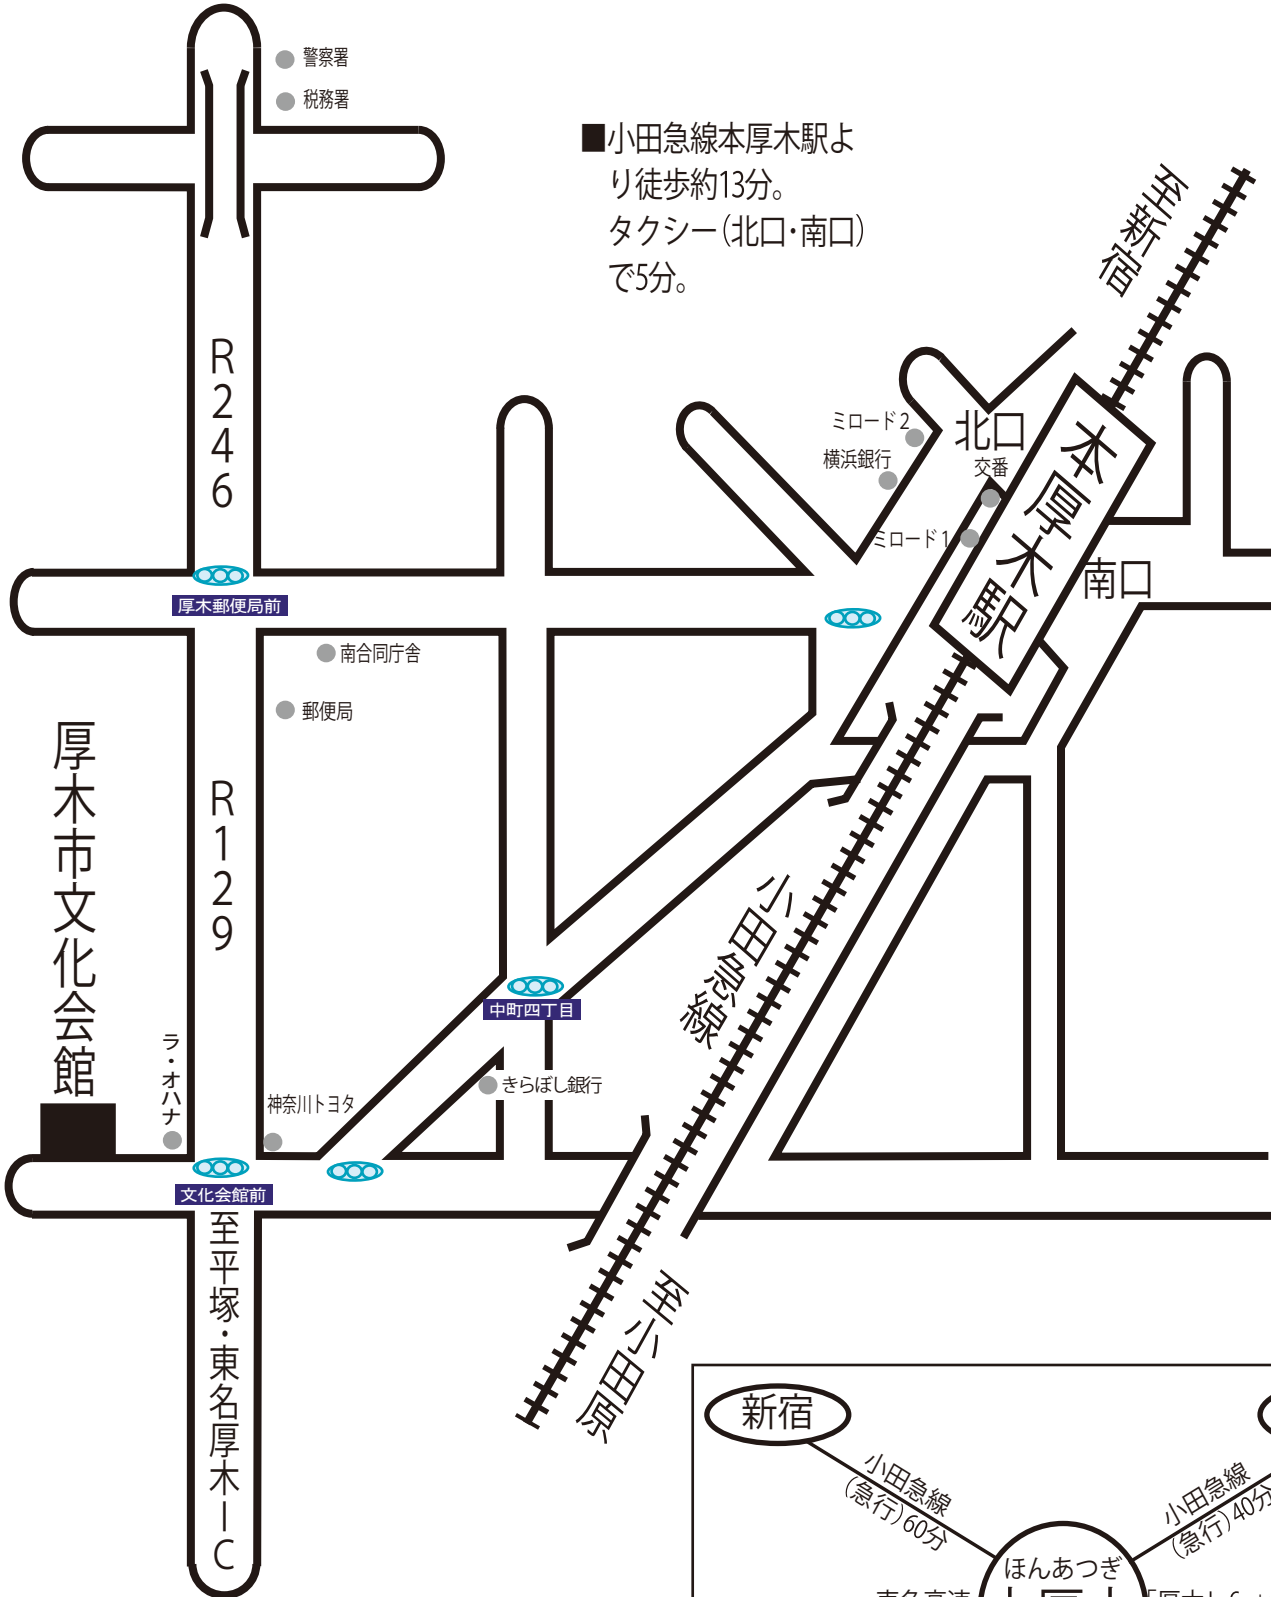 警察署
税務署
■小田急線本厚木駅よ
り徒歩約13分。
タクシー（北口・南口）
で5分。
至新宿
R246
ミロード2
北口
横浜銀行
交番
ミロード1
本厚木駅
南口
厚木郵便局前
南合同庁舎
郵便局
厚木市文化会館
R129
小田急線
中町四丁目
ラ・オハナ
神奈川トヨタ
きらぼし銀行
文化会館前
至平塚・東名厚木IC
至小田原
新宿
小田急線
（急行）60分
小田急線
（急行）40分
ほんあつぎ